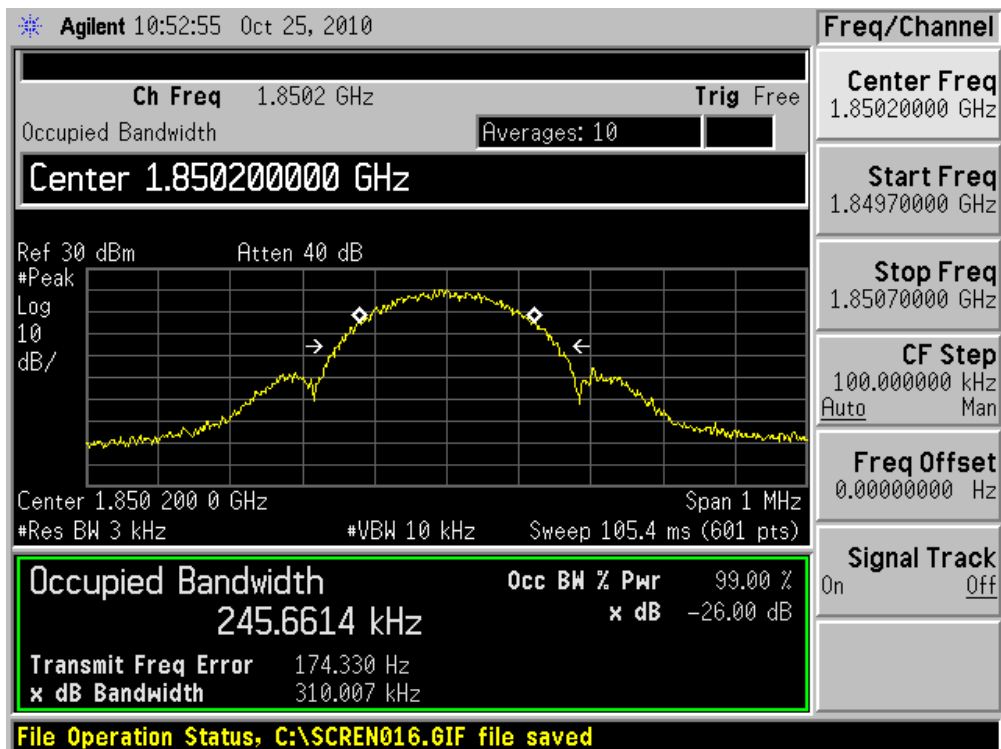 Agilent 10:52:55 Oct 25, 2010
Freq/Channel
Ch Freq 1.8502 GHz Trig Free
Occupied Bandwidth Averages: 10
Center 1.850200000 GHz
Ref 30 dBm Atten 40 dB
#Peak
Log
10
dB/
Center 1.850 200 0 GHz Span 1 MHz
#Res BW 3 kHz #VBW 10 kHz Sweep 105.4 ms (601 pts)
Occupied Bandwidth Occ BW % Pwr 99.00 %
245.6614 kHz x dB -26.00 dB
Transmit Freq Error 174.330 Hz
x dB Bandwidth 310.007 kHz
Center Freq
1.85020000 GHz
Start Freq
1.84970000 GHz
Stop Freq
1.85070000 GHz
CF Step
100.000000 kHz
Auto Man
Freq Offset
0.00000000 Hz
Signal Track
On Off
File Operation Status, C:\SCREN016.GIF file saved